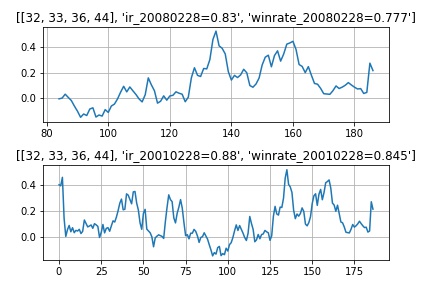 [[32, 33, 36, 44], 'ir_20080228=0.83', 'winrate_20080228=0.777']
0.4
0.2
0.0
80 100 120 140 160 180
[[32, 33, 36, 44], 'ir_20010228=0.88', 'winrate_20010228=0.845']
0.4
0.2
0.0
0 25 50 75 100 125 150 175